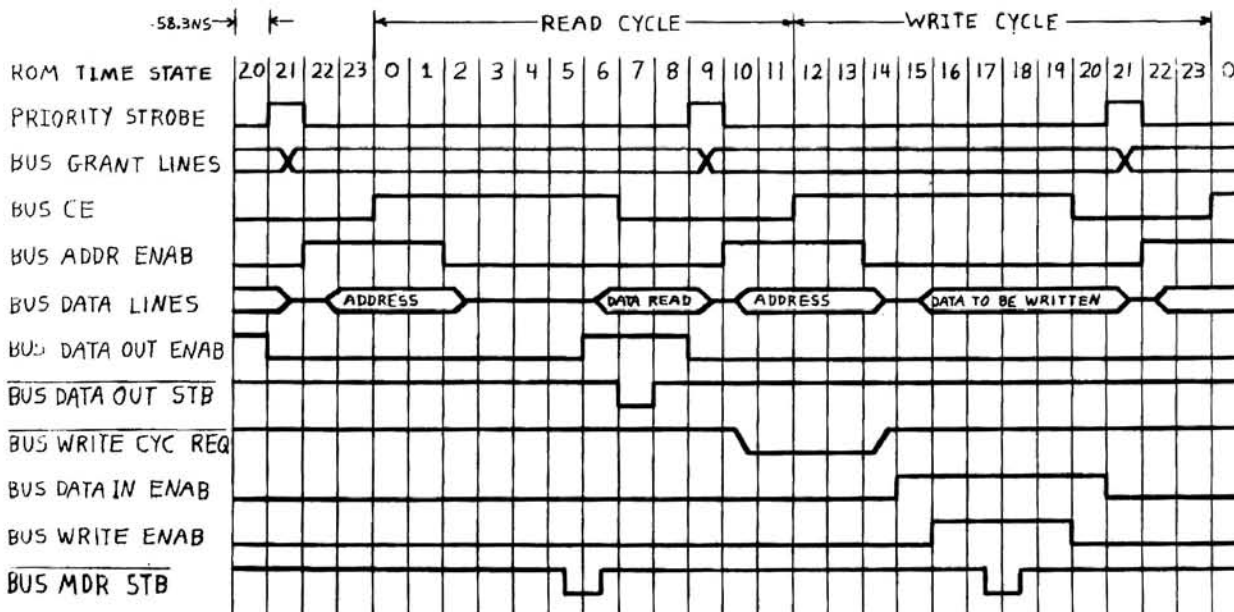 58.3NS READ CYCLE WRITE CYCLE
ROM TIME STATE 20 21 22 23 0 1 2 3 4 5 6 7 8 9 10 11 12 13 14 15 16 17 18 19 20 21 22 23 0
PRIORITY STROBE
BUS GRANT LINES
BUS CE
BUS ADDR ENAB
BUS DATA LINES ADDRESS DATA READ ADDRESS DATA TO BE WRITTEN
BUS DATA OUT ENAB
BUS DATA OUT STB
BUS WRITE CYC REQ
BUS DATA IN ENAB
BUS WRITE ENAB
BUS MDR STB